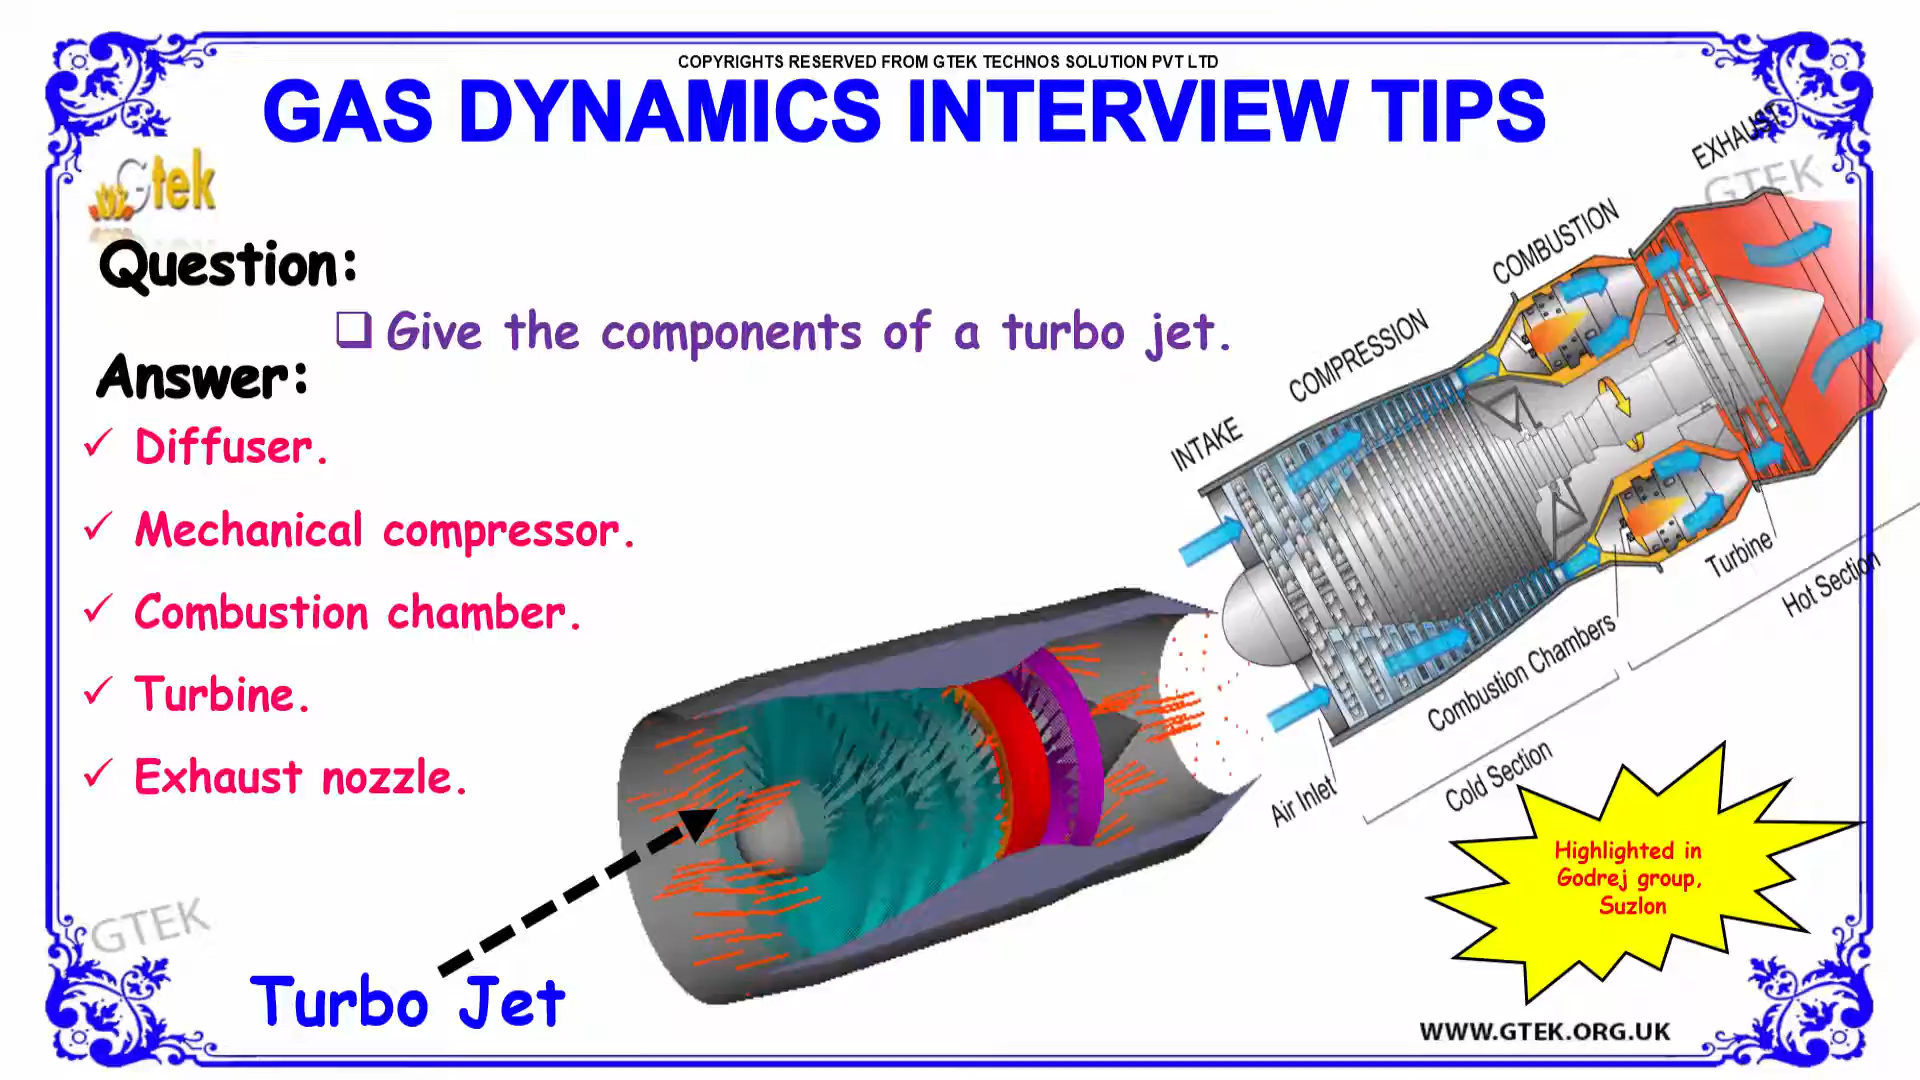 COPYRIGHTS RESERVED FROM GTEK TECHNOS SOLUTION PVT LTD
GAS DYNAMICS INTERVIEW TIPS
Gtek
GTEK
Question:
Give the components of a turbo jet.
Answer:
Diffuser.
Mechanical compressor.
Combustion chamber.
Turbine.
Exhaust nozzle.
INTAKE
COMPRESSION
COMBUSTION
EXHAUST
Air Inlet
Combustion Chambers
Turbine
Cold Section
Hot Section
Highlighted in
Godrej group,
Suzlon
GTEK
Turbo Jet
WWW.GTEK.ORG.UK